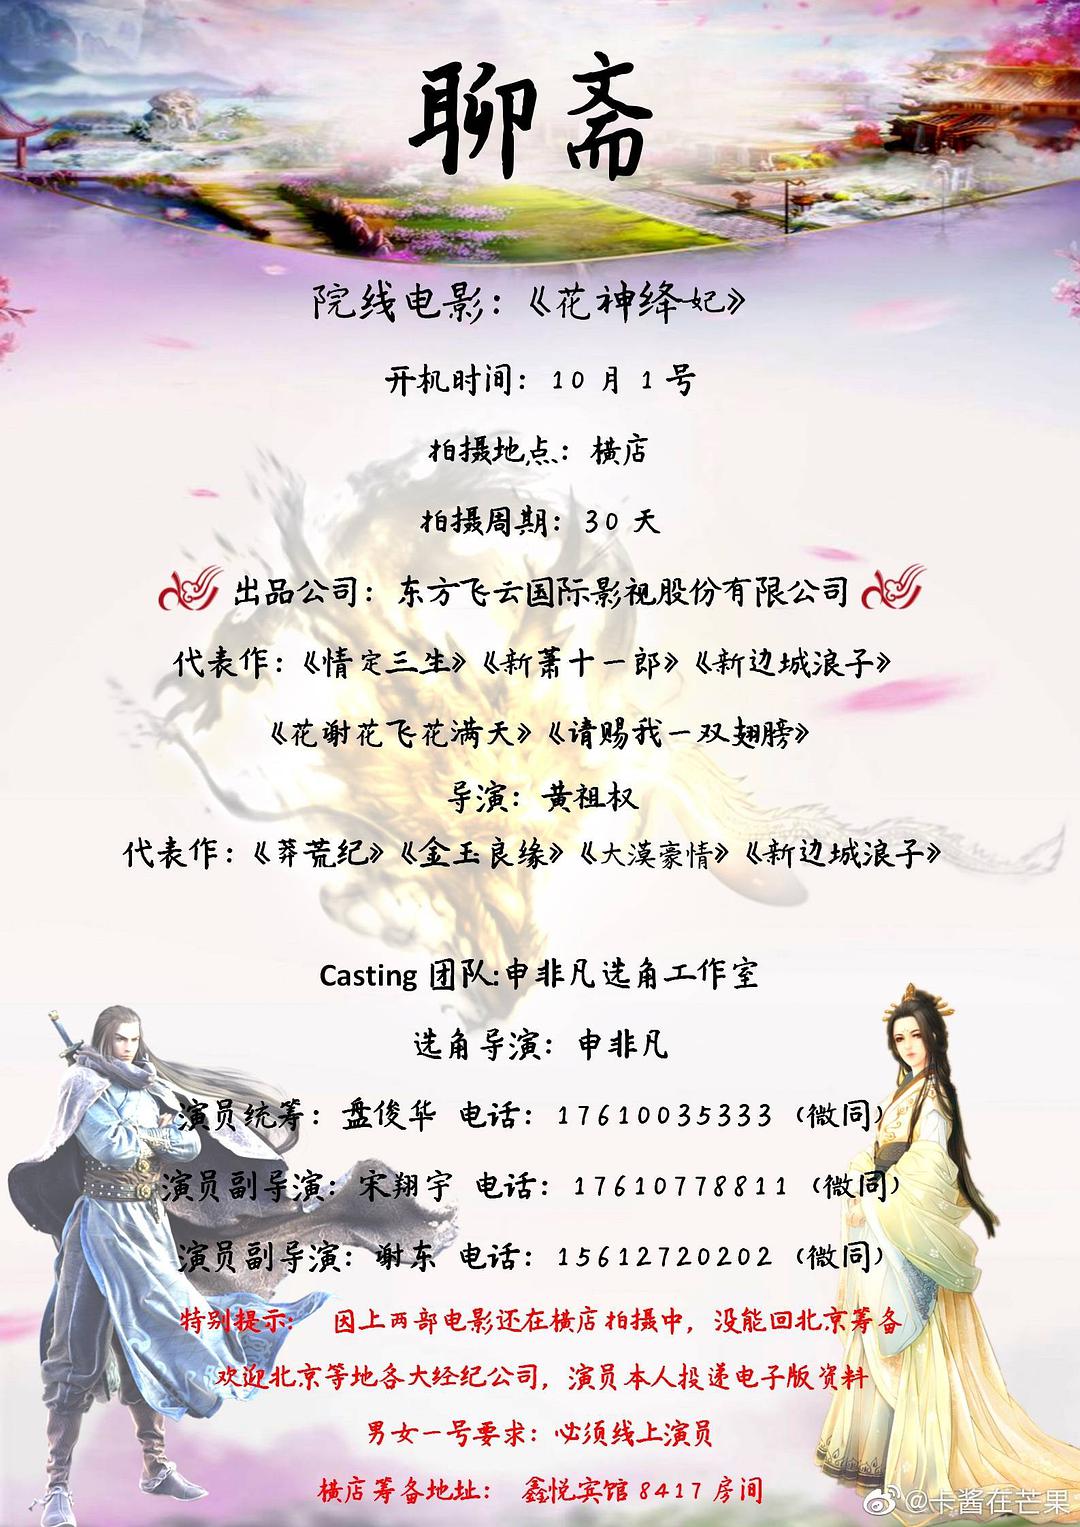 聊斋
院线电影：《花神绛妃》
开机时间：10月1号
拍摄地点：横店
拍摄周期：30天
出品公司：东方飞云国际影视股份有限公司
代表作：《情定三生》《新萧十一郎》《新边城浪子》
《花谢花飞花满天》《请赐我一双翅膀》
导演：黄祖权
代表作：《莽荒纪》《金玉良缘》《大漠豪情》《新边城浪子》
Casting 团队:申非凡选角工作室
选角导演：申非凡
演员统筹：盘俊华 电话：17610035333（微同）
演员副导演：宋翔宇 电话：17610778811（微同）
演员副导演：谢东 电话：15612720202（微同）
特别提示： 因上两部电影还在横店拍摄中，没能回北京筹备
欢迎北京等地各大经纪公司，演员本人投递电子版资料
男女一号要求：必须线上演员
横店筹备地址： 鑫悦宾馆8417房间
@卡酱在芒果